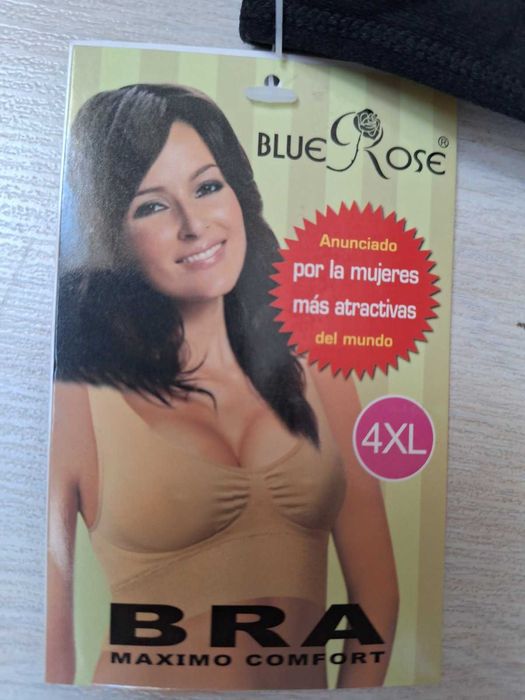 BLUE ROSE®
Anunciado
por la mujeres
más atractivas
del mundo
4XL
BRA
MAXIMO COMFORT